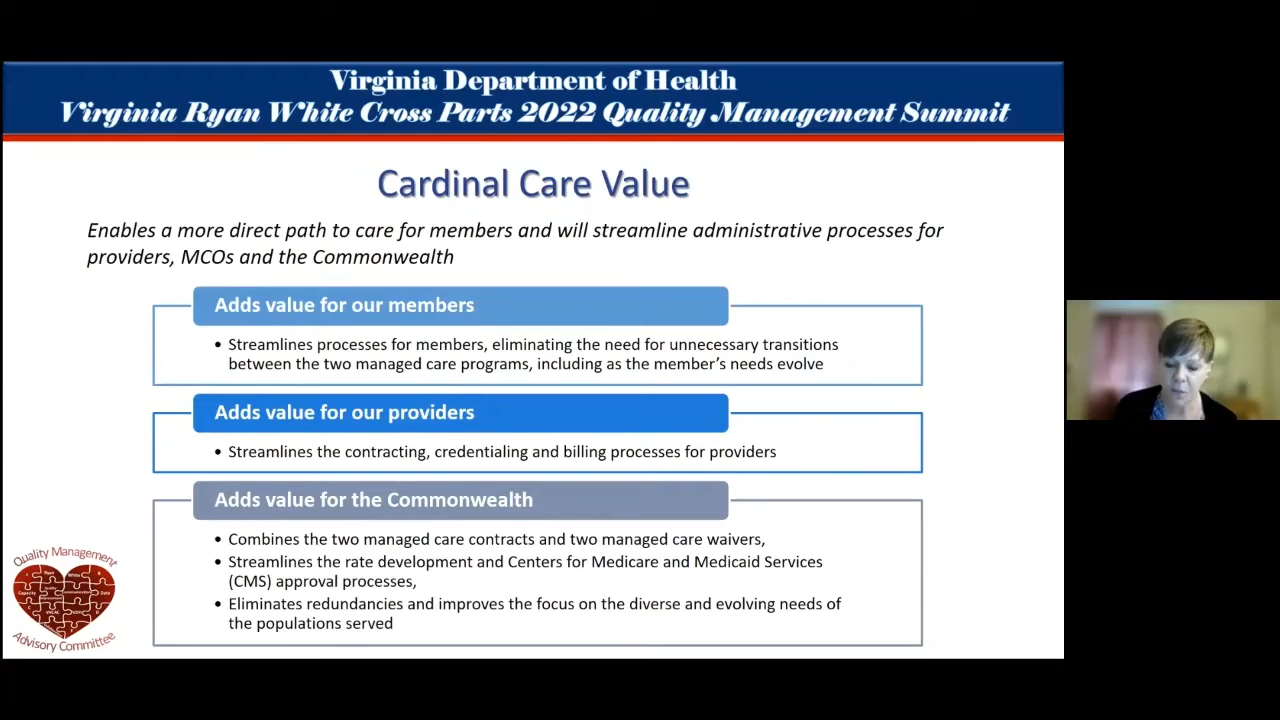 Virginia Department of Health
Virginia Ryan White Cross Parts 2022 Quality Management Summit
Cardinal Care Value
Enables a more direct path to care for members and will streamline administrative processes for
providers, MCOs and the Commonwealth
Adds value for our members
• Streamlines processes for members, eliminating the need for unnecessary transitions
between the two managed care programs, including as the member's needs evolve
Adds value for our providers
• Streamlines the contracting, credentialing and billing processes for providers
Adds value for the Commonwealth
• Combines the two managed care contracts and two managed care waivers,
• Streamlines the rate development and Centers for Medicare and Medicaid Services
(CMS) approval processes,
• Eliminates redundancies and improves the focus on the diverse and evolving needs of
the populations served
Quality Management
Advisory Committee